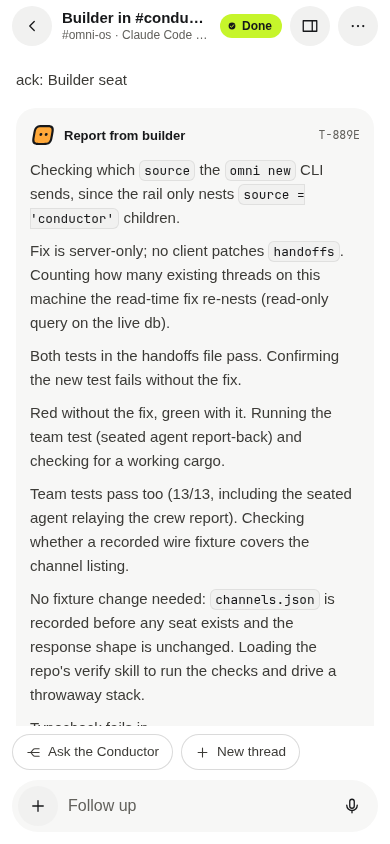 Builder in #condu...
#omni-os · Claude Code ...
Done
ack: Builder seat
Report from builder
T-889E
Checking which source the omni new CLI
sends, since the rail only nests source =
'conductor' children.
Fix is server-only; no client patches handoffs.
Counting how many existing threads on this
machine the read-time fix re-nests (read-only
query on the live db).
Both tests in the handoffs file pass. Confirming
the new test fails without the fix.
Red without the fix, green with it. Running the
team test (seated agent report-back) and
checking for a working cargo.
Team tests pass too (13/13, including the seated
agent relaying the crew report). Checking
whether a recorded wire fixture covers the
channel listing.
No fixture change needed: channels.json is
recorded before any seat exists and the
response shape is unchanged. Loading the
repo's verify skill to run the checks and drive a
throwaway stack.
Ask the Conductor
New thread
Follow up